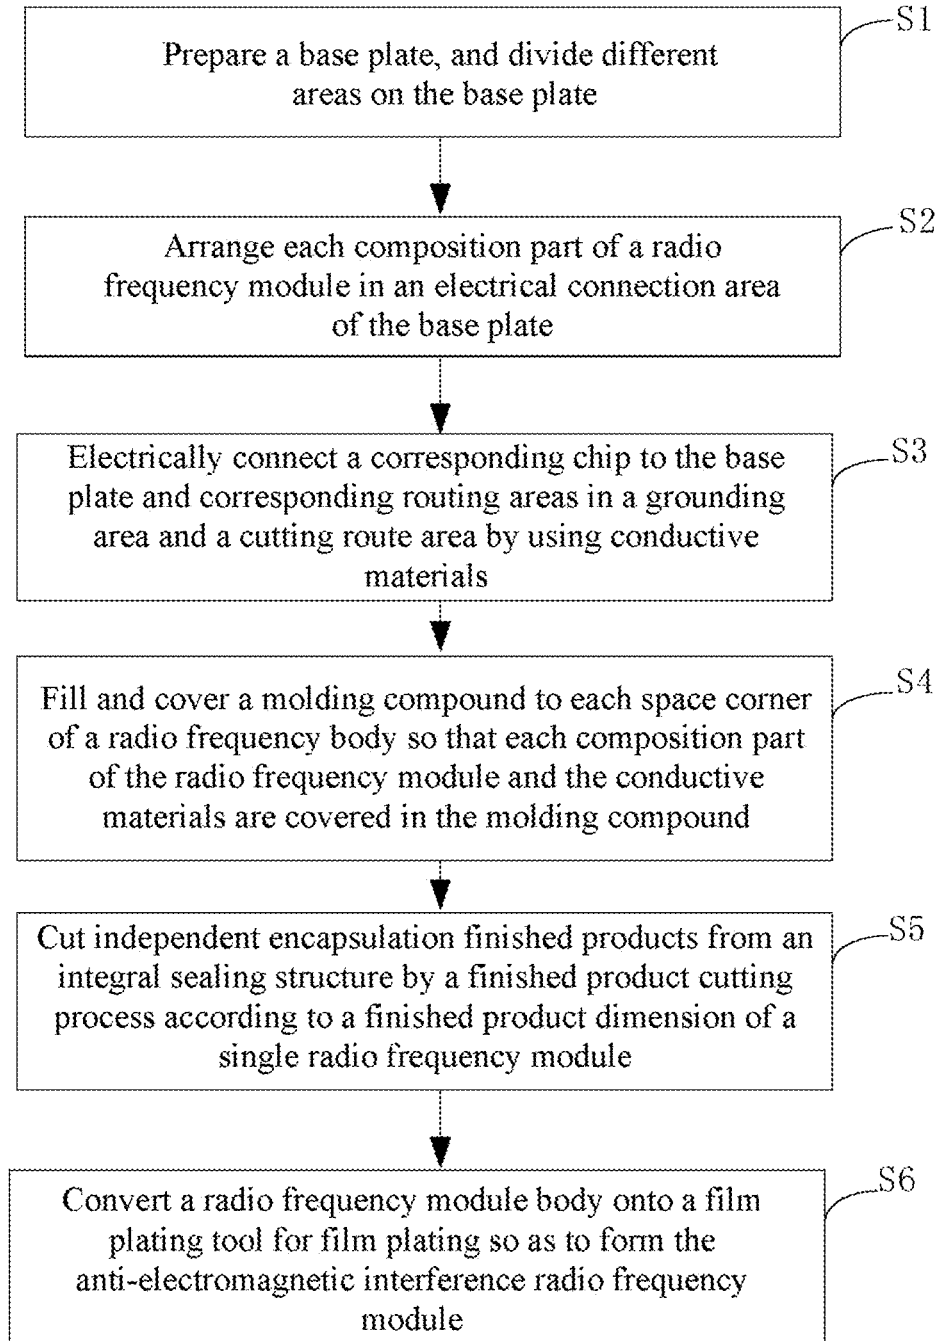 S1
Prepare a base plate, and divide different
areas on the base plate
S2
Arrange each composition part of a radio
frequency module in an electrical connection area
of the base plate
S3
Electrically connect a corresponding chip to the base
plate and corresponding routing areas in a grounding
area and a cutting route area by using conductive
materials
S4
Fill and cover a molding compound to each space corner
of a radio frequency body so that each composition part
of the radio frequency module and the conductive
materials are covered in the molding compound
S5
Cut independent encapsulation finished products from an
integral sealing structure by a finished product cutting
process according to a finished product dimension of a
single radio frequency module
S6
Convert a radio frequency module body onto a film
plating tool for film plating so as to form the
anti-electromagnetic interference radio frequency
module